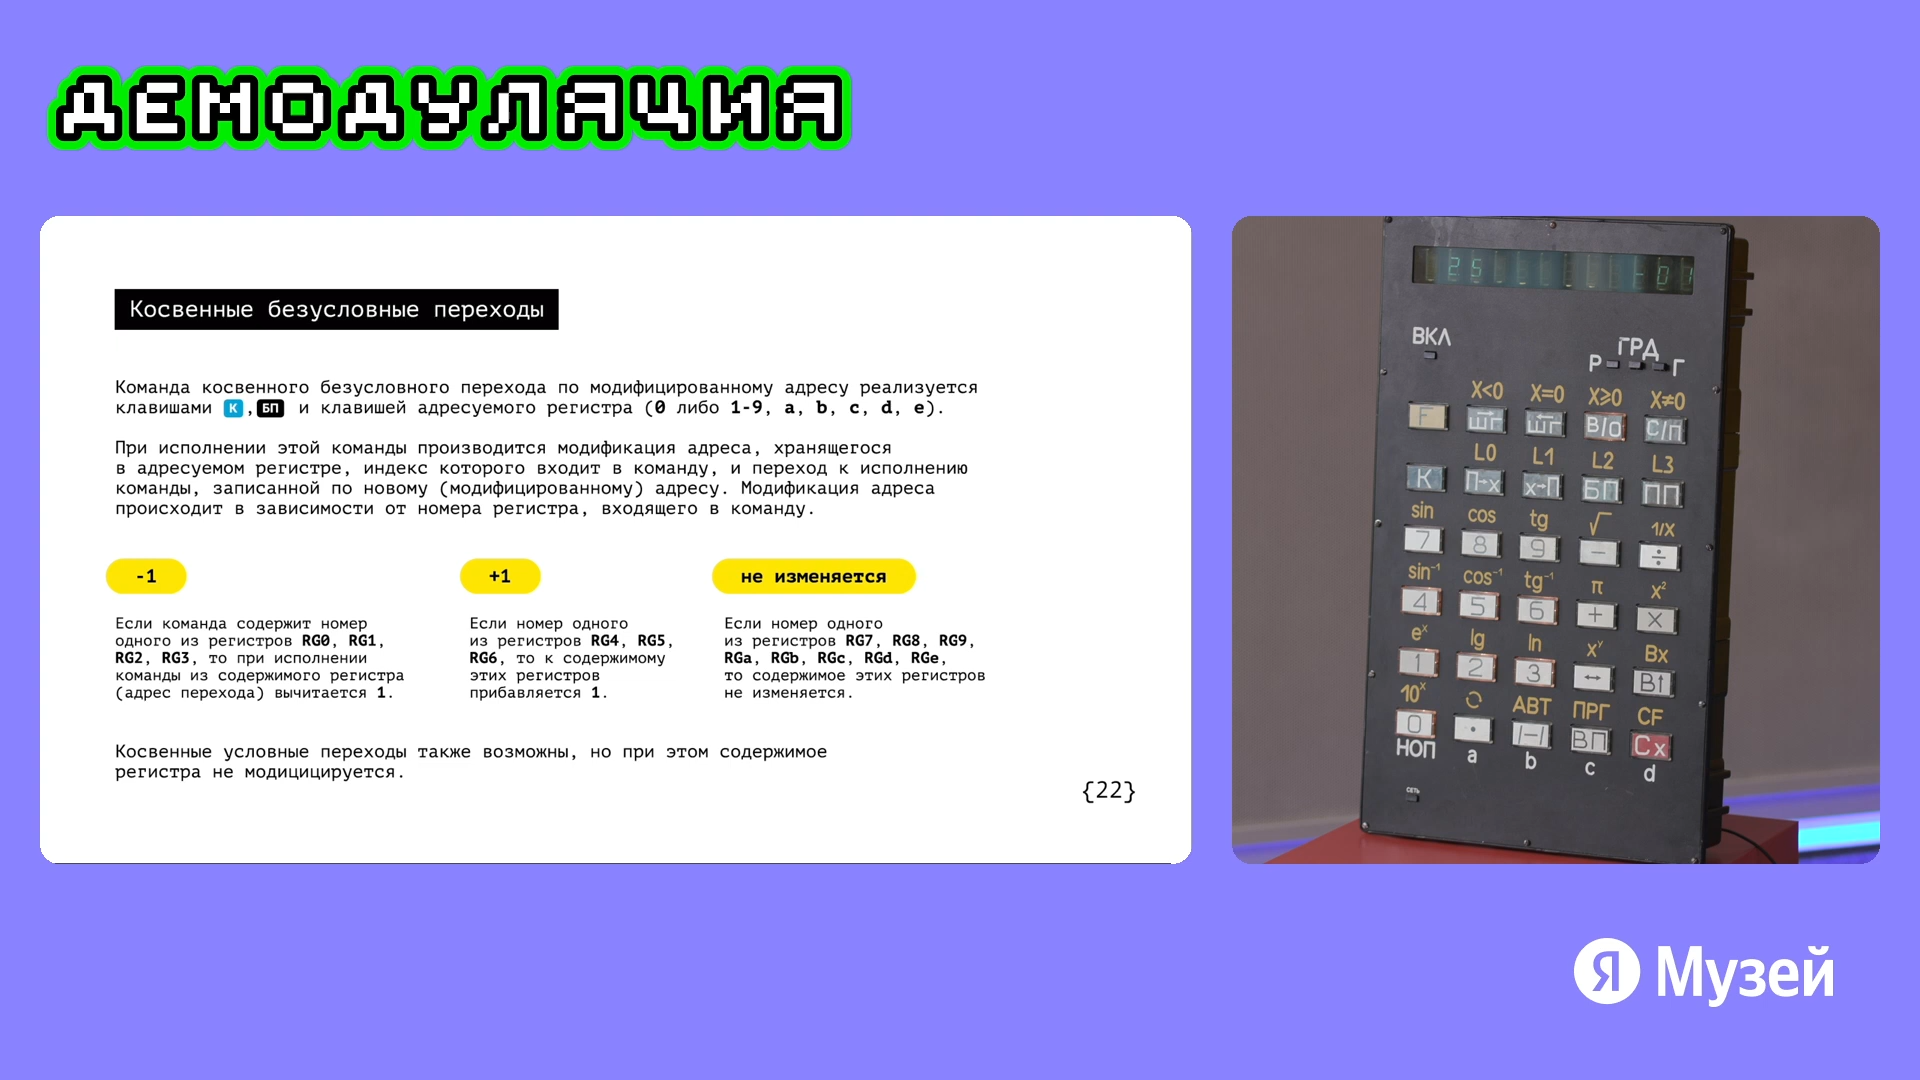 ДЕМОДУЛЯЦИЯ
Косвенные безусловные переходы
Команда косвенного безусловного перехода по модифицированному адресу реализуется
клавишами К, БП и клавишей адресуемого регистра (0 либо 1-9, a, b, c, d, e).
При исполнении этой команды производится модификация адреса, хранящегося
в адресуемом регистре, индекс которого входит в команду, и переход к исполнению
команды, записанной по новому (модифицированному) адресу. Модификация адреса
происходит в зависимости от номера регистра, входящего в команду.
-1
Если команда содержит номер
одного из регистров RG0, RG1,
RG2, RG3, то при исполнении
команды из содержимого регистра
(адрес перехода) вычитается 1.
+1
Если номер одного
из регистров RG4, RG5,
RG6, то к содержимому
этих регистров
прибавляется 1.
не изменяется
Если номер одного
из регистров RG7, RG8, RG9,
RGa, RGb, RGc, RGd, RGe,
то содержимое этих регистров
не изменяется.
Косвенные условные переходы также возможны, но при этом содержимое
регистра не модицицируется.
{22}
25 -01
ВКЛ
ГРД
Р Г
X<0 X=0 X≥0 X≠0
F ШГ ШГ В/О С/П
L0 L1 L2 L3
К П→x x→П БП ПП
sin cos tg √ 1/X
7 8 9 - ÷
sin⁻¹ cos⁻¹ tg⁻¹ π x²
4 5 6 + X
eˣ lg ln xʸ Bx
1 2 3 ↔ В↑
10ˣ АВТ ПРГ CF
0 · /-/ ВП Cx
НОП a b c d
СЕТЬ
Я Музей